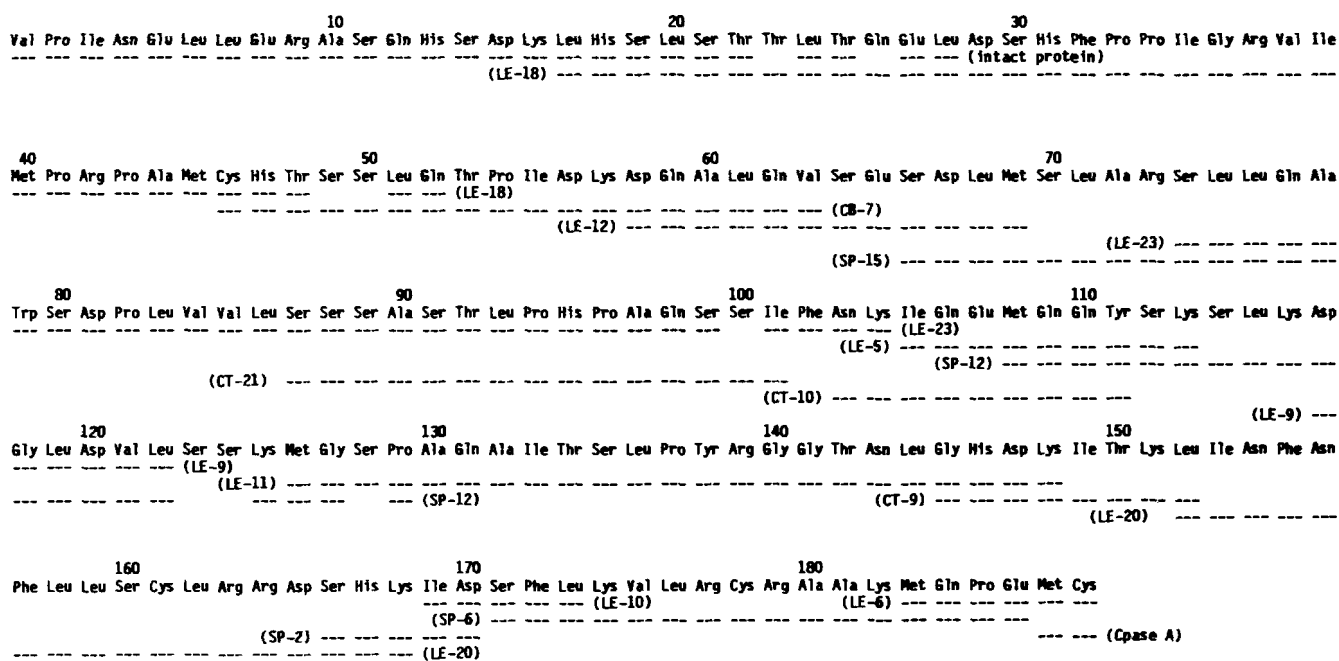 10 20 30
Val Pro Ile Asn Glu Leu Leu Glu Arg Ala Ser Gln His Ser Asp Lys Leu His Ser Leu Ser Thr Thr Leu Thr Gln Glu Leu Asp Ser His Phe Pro Pro Ile Gly Arg Val Ile
(intact protein)
(LE-18)
40 50 60 70
Met Pro Arg Pro Ala Met Cys His Thr Ser Ser Leu Gln Thr Pro Ile Asp Lys Asp Gln Ala Leu Gln Val Ser Glu Ser Asp Leu Met Ser Leu Ala Arg Ser Leu Leu Gln Ala
(LE-18)
(CB-7)
(LE-12)
(LE-23)
(SP-15)
80 90 100 110
Trp Ser Asp Pro Leu Val Val Leu Ser Ser Ser Ala Ser Thr Leu Pro His Pro Ala Gln Ser Ser Ile Phe Asn Lys Ile Gln Glu Met Gln Gln Tyr Ser Lys Ser Leu Lys Asp
(LE-23)
(LE-5)
(SP-12)
(CT-21)
(CT-10)
(LE-9)
120 130 140 150
Gly Leu Asp Val Leu Ser Ser Lys Met Gly Ser Pro Ala Gln Ala Ile Thr Ser Leu Pro Tyr Arg Gly Gly Thr Asn Leu Gly His Asp Lys Ile Thr Lys Leu Ile Asn Phe Asn
(LE-9)
(LE-11)
(SP-12) (CT-9)
(LE-20)
160 170 180
Phe Leu Leu Ser Cys Leu Arg Arg Asp Ser His Lys Ile Asp Ser Phe Leu Lys Val Leu Arg Cys Arg Ala Ala Lys Met Gln Pro Glu Met Cys
(LE-10) (LE-6)
(SP-6)
(SP-2) (Cpase A)
(LE-20)